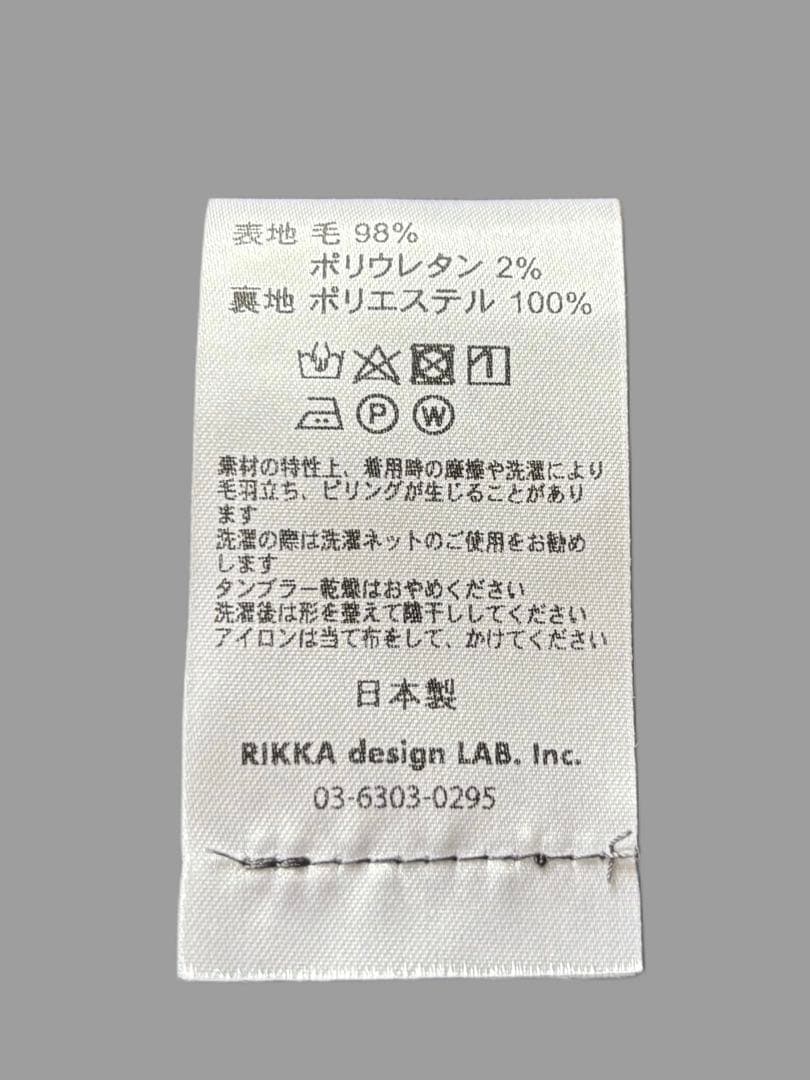 表地 毛 98%
ポリウレタン 2%
裏地 ポリエステル 100%
P W
素材の特性上、着用時の摩擦や洗濯により
毛羽立ち、ピリングが生じることがあり
ます
洗濯の際は洗濯ネットのご使用をお勧め
します
タンブラー乾燥はおやめください
洗濯後は形を整えて陰干ししてください
アイロンは当て布をして、かけてください
日本製
RIKKA design LAB. Inc.
03-6303-0295